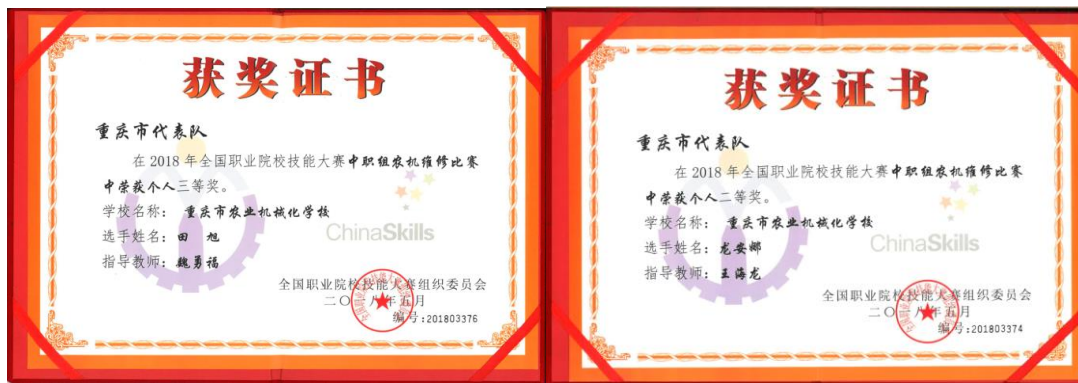 获奖证书
重庆市代表队
在 2018 年全国职业院校技能大赛中职组农机维修比赛
中荣获个人三等奖。
学校名称: 重庆市农业机械化学校
选手姓名: 田 旭
指导教师: 魏勇福
ChinaSkills
全国职业院校技能大赛组织委员会
二〇一八年五月
编号:201803376
获奖证书
重庆市代表队
在 2018 年全国职业院校技能大赛中职组农机维修比赛
中荣获个人二等奖。
学校名称: 重庆市农业机械化学校
选手姓名: 龙安娜
指导教师: 王海龙
ChinaSkills
全国职业院校技能大赛组织委员会
二〇一八年五月
编号:201803374